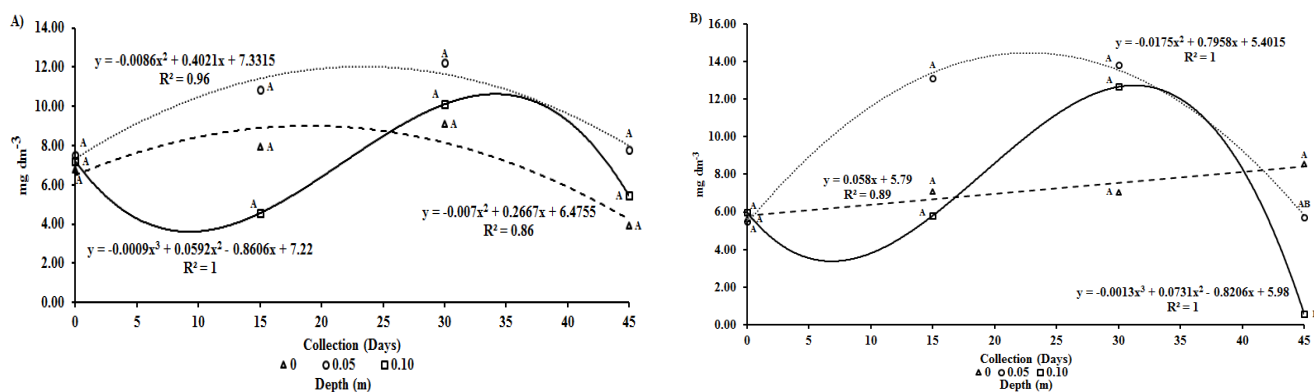 A)
14.00
12.00
10.00
8.00
6.00
4.00
2.00
0.00
mg dm-3
y = -0.0086x² + 0.4021x + 7.3315
R² = 0.96
y = -0.007x² + 0.2667x + 6.4755
R² = 0.86
y = -0.0009x³ + 0.0592x² - 0.8606x + 7.22
R² = 1
A
A
A
A
A
A
A
A
A
A
A
A
0 5 10 15 20 25 30 35 40 45
Collection (Days)
0 0.05 0.10
Depth (m)
B)
16.00
14.00
12.00
10.00
8.00
6.00
4.00
2.00
0.00
mg dm-3
y = -0.0175x² + 0.7958x + 5.4015
R² = 1
y = 0.058x + 5.79
R² = 0.89
y = -0.0013x³ + 0.0731x² - 0.8206x + 5.98
R² = 1
A
A
A
A
A
A
A
A
A
A
AB
0 5 10 15 20 25 30 35 40 45
Collection (Days)
0 0.05 0.10
Depth (m)